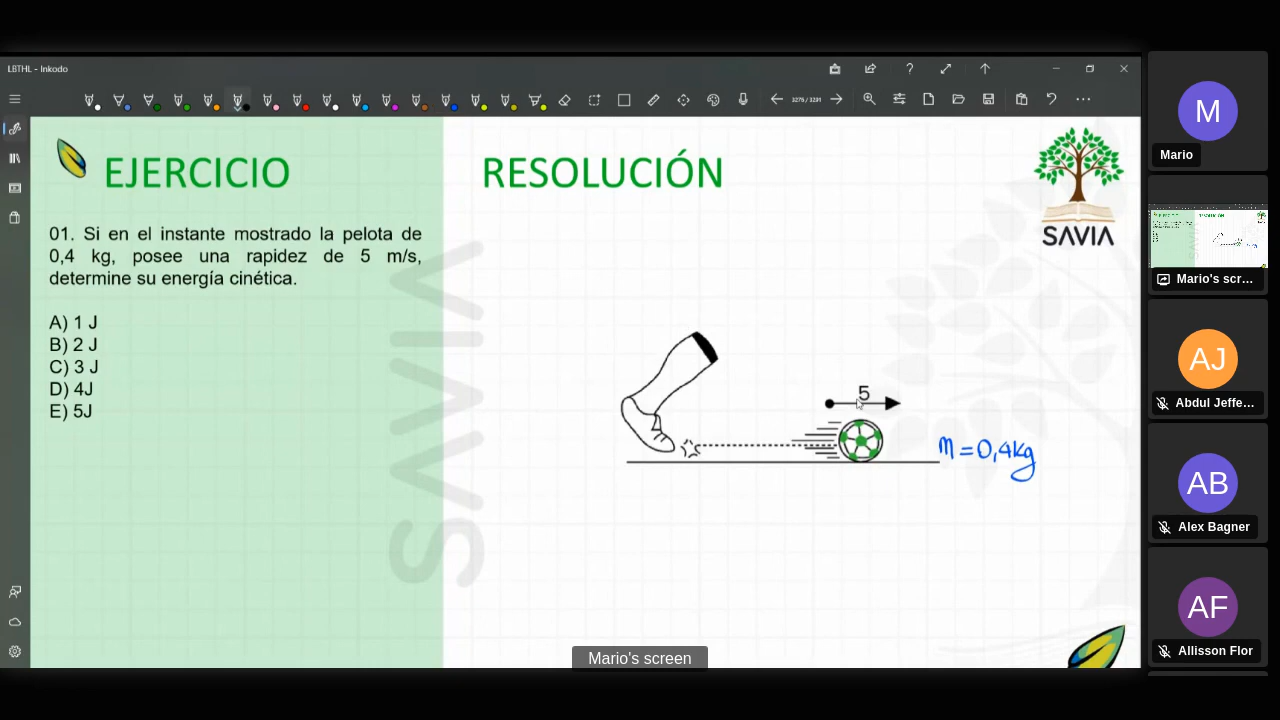 LBTHL - Inkodo
3275 / 3291
EJERCICIO
RESOLUCIÓN
SAVIA
01. Si en el instante mostrado la pelota de
0,4 kg, posee una rapidez de 5 m/s,
determine su energía cinética.
A) 1 J
B) 2 J
C) 3 J
D) 4J
E) 5J
SAVIA
5
m = 0,4kg
Mario's screen
M
Mario
Mario's scr...
AJ
Abdul Jeffe...
AB
Alex Bagner
AF
Allisson Flor